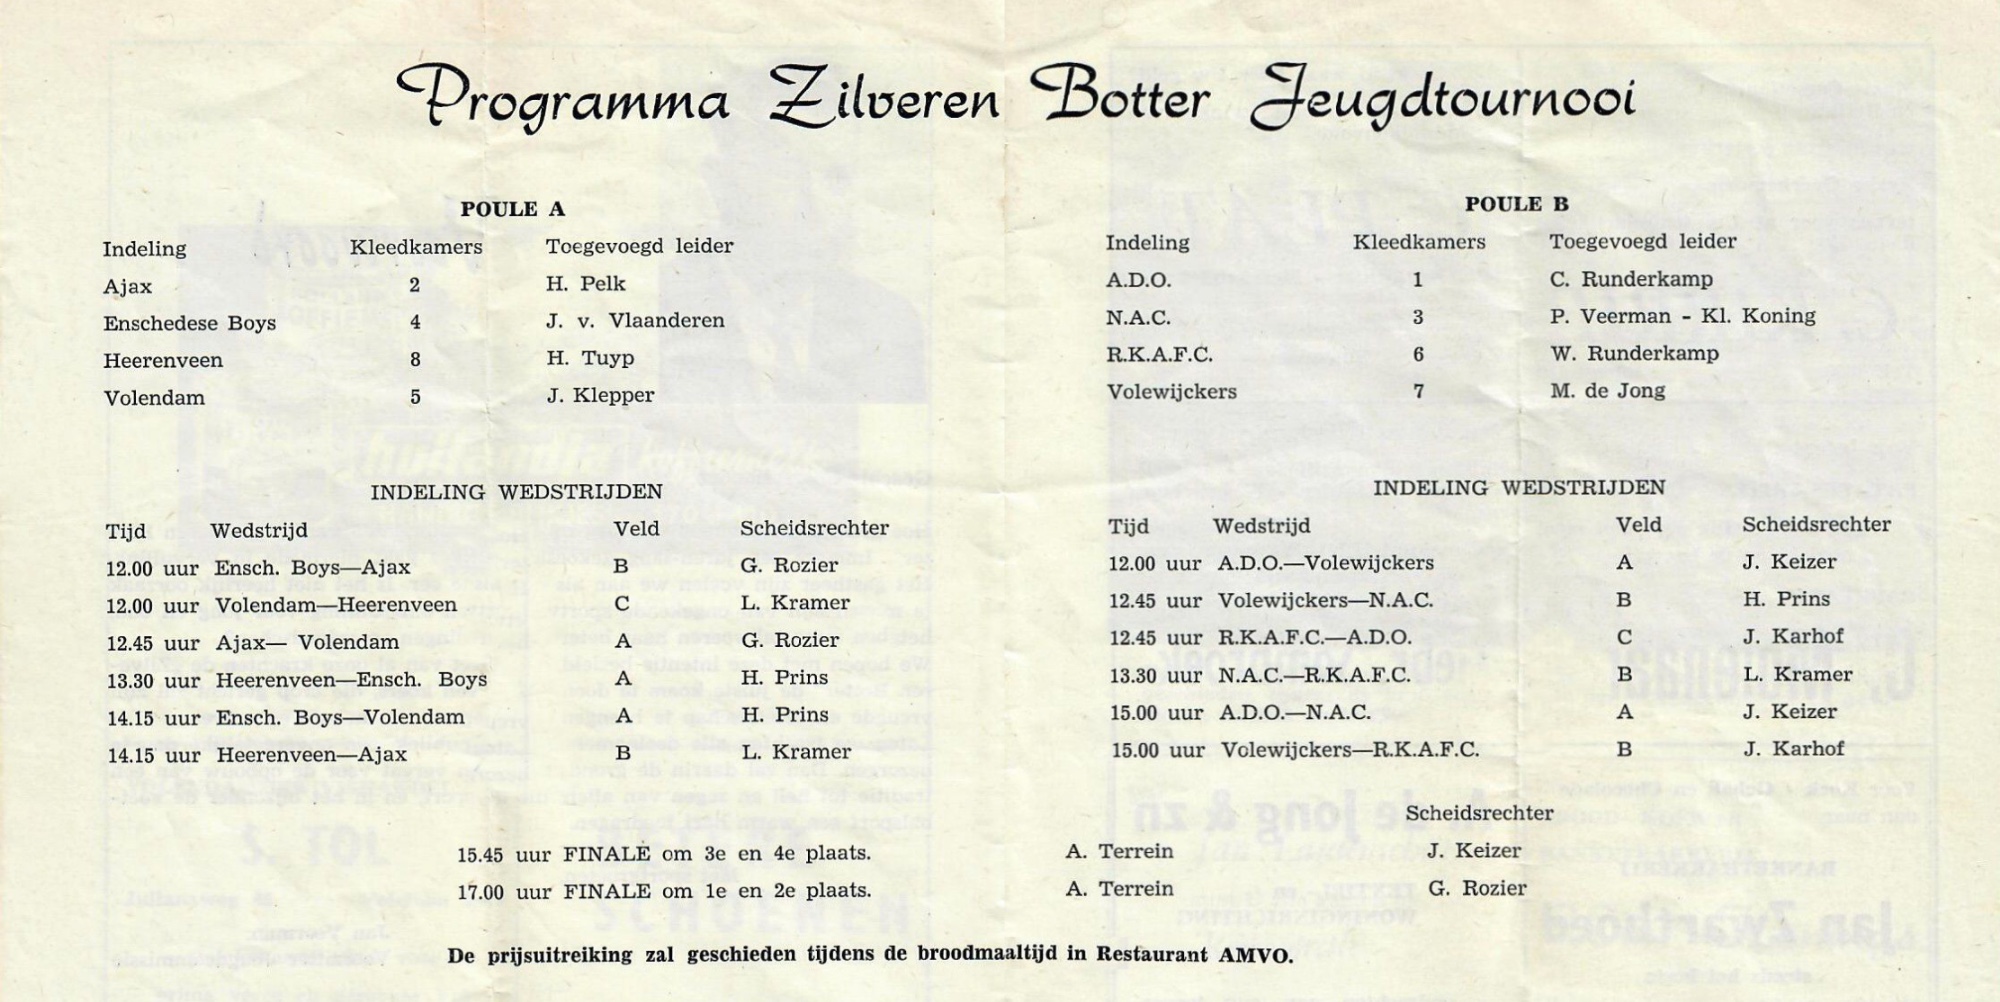 Programma Zilveren Botter Jeugdtournooi
POULE A
Indeling Kleedkamers Toegevoegd leider
Ajax 2 H. Pelk
Enschedese Boys 4 J. v. Vlaanderen
Heerenveen 8 H. Tuyp
Volendam 5 J. Klepper
INDELING WEDSTRIJDEN
Tijd Wedstrijd Veld Scheidsrechter
12.00 uur Ensch. Boys—Ajax B G. Rozier
12.00 uur Volendam—Heerenveen C L. Kramer
12.45 uur Ajax— Volendam A G. Rozier
13.30 uur Heerenveen—Ensch. Boys A H. Prins
14.15 uur Ensch. Boys—Volendam A H. Prins
14.15 uur Heerenveen—Ajax B L. Kramer
POULE B
Indeling Kleedkamers Toegevoegd leider
A.D.O. 1 C. Runderkamp
N.A.C. 3 P. Veerman - Kl. Koning
R.K.A.F.C. 6 W. Runderkamp
Volewijckers 7 M. de Jong
INDELING WEDSTRIJDEN
Tijd Wedstrijd Veld Scheidsrechter
12.00 uur A.D.O.—Volewijckers A J. Keizer
12.45 uur Volewijckers—N.A.C. B H. Prins
12.45 uur R.K.A.F.C.—A.D.O. C J. Karhof
13.30 uur N.A.C.—R.K.A.F.C. B L. Kramer
15.00 uur A.D.O.—N.A.C. A J. Keizer
15.00 uur Volewijckers—R.K.A.F.C. B J. Karhof
Scheidsrechter
15.45 uur FINALE om 3e en 4e plaats. A. Terrein J. Keizer
17.00 uur FINALE om 1e en 2e plaats. A. Terrein G. Rozier
De prijsuitreiking zal geschieden tijdens de broodmaaltijd in Restaurant AMVO.